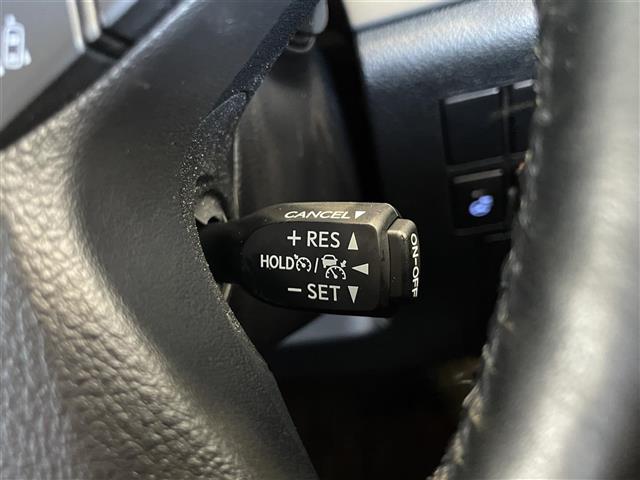 CANCEL▼
+ RES ▲
HOLD / ◀
− SET ▼
ON-OFF